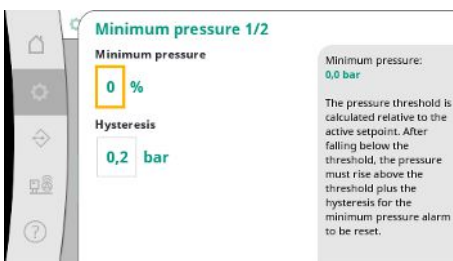 Minimum pressure 1/2
Minimum pressure
0 %
Hysteresis
0,2 bar
Minimum pressure:
0,0 bar
The pressure threshold is
calculated relative to the
active setpoint. After
falling below the
threshold, the pressure
must rise above the
threshold plus the
hysteresis for the
minimum pressure alarm
to be reset.
?